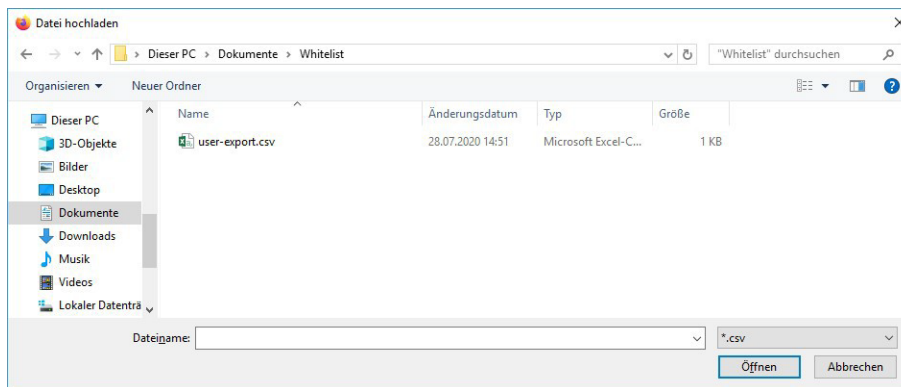 Datei hochladen
Dieser PC > Dokumente > Whitelist
"Whitelist" durchsuchen
Organisieren
Neuer Ordner
Name
Änderungsdatum
Typ
Größe
Dieser PC
3D-Objekte
Bilder
Desktop
Dokumente
Downloads
Musik
Videos
Lokaler Datenträ
user-export.csv
28.07.2020 14:51
Microsoft Excel-C...
1 KB
Dateiname:
*.csv
Öffnen
Abbrechen